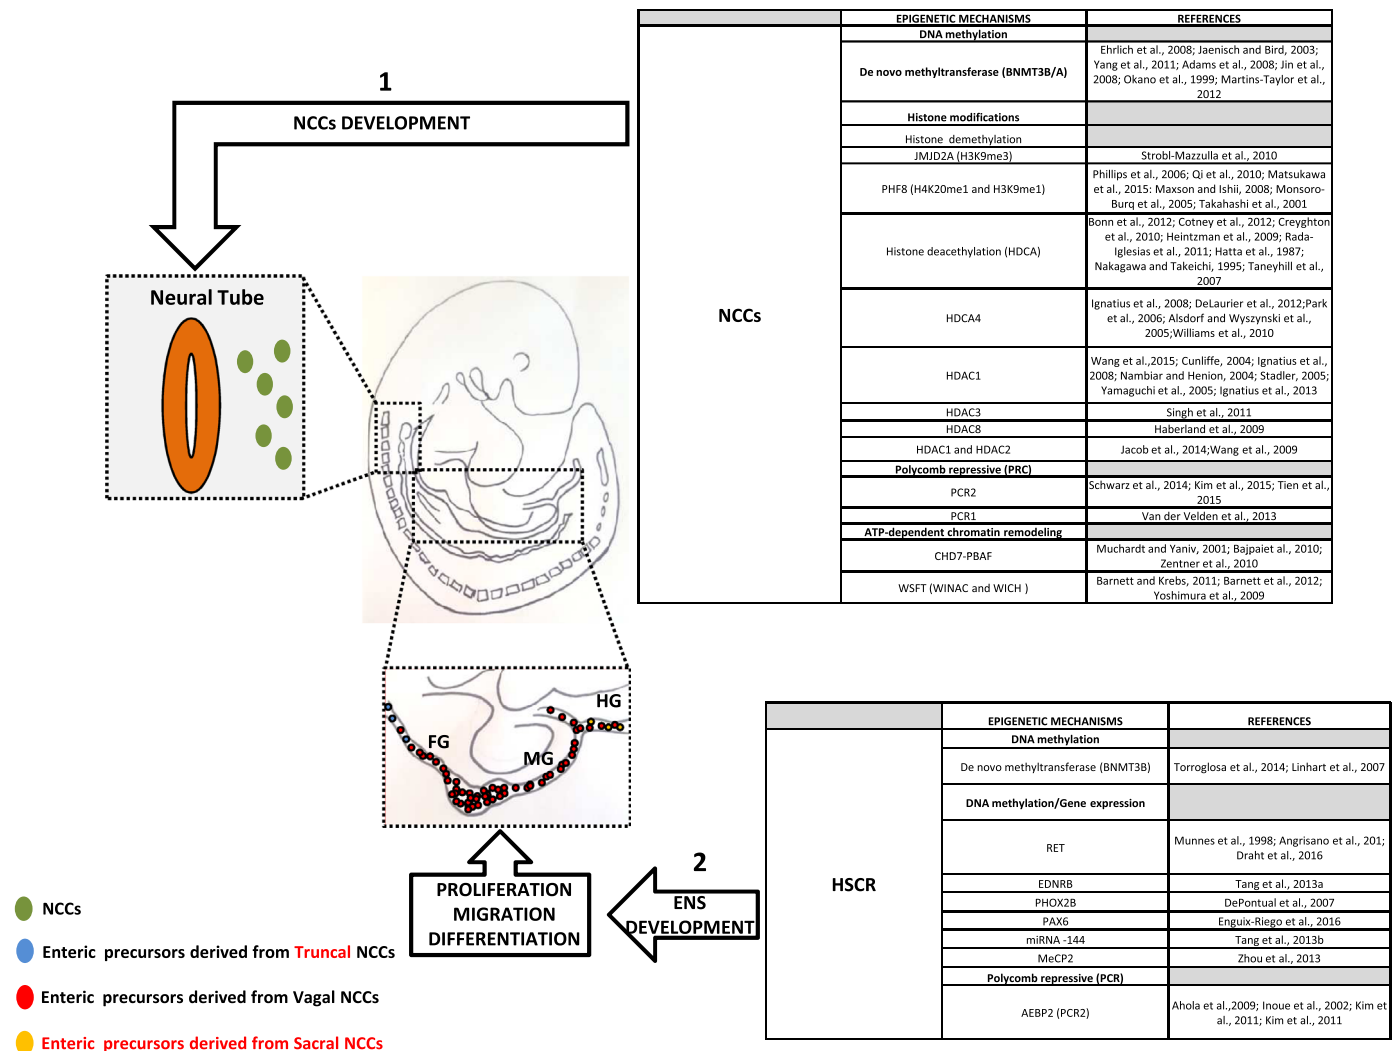 EPIGENETIC MECHANISMS
REFERENCES
DNA methylation
NCCs
De novo methyltransferase (BNMT3B/A)
Ehrlich et al., 2008; Jaenisch and Bird, 2003;
Yang et al., 2011; Adams et al., 2008; Jin et al.,
2008; Okano et al., 1999; Martins-Taylor et al.,
2012
Histone modifications
Histone demethylation
JMJD2A (H3K9me3)
Strobl-Mazzulla et al., 2010
PHF8 (H4K20me1 and H3K9me1)
Phillips et al., 2006; Qi et al., 2010; Matsukawa
et al., 2015: Maxson and Ishii, 2008; Monsoro-
Burq et al., 2005; Takahashi et al., 2001
Histone deacethylation (HDCA)
Bonn et al., 2012; Cotney et al., 2012; Creyghton
et al., 2010; Heintzman et al., 2009; Rada-
Iglesias et al., 2011; Hatta et al., 1987;
Nakagawa and Takeichi, 1995; Taneyhill et al.,
2007
HDCA4
Ignatius et al., 2008; DeLaurier et al., 2012;Park
et al., 2006; Alsdorf and Wyszynski et al.,
2005;Williams et al., 2010
HDAC1
Wang et al.,2015; Cunliffe, 2004; Ignatius et al.,
2008; Nambiar and Henion, 2004; Stadler, 2005;
Yamaguchi et al., 2005; Ignatius et al., 2013
HDAC3
Singh et al., 2011
HDAC8
Haberland et al., 2009
HDAC1 and HDAC2
Jacob et al., 2014;Wang et al., 2009
Polycomb repressive (PRC)
PCR2
Schwarz et al., 2014; Kim et al., 2015; Tien et al.,
2015
PCR1
Van der Velden et al., 2013
ATP-dependent chromatin remodeling
CHD7-PBAF
Muchardt and Yaniv, 2001; Bajpaiet al., 2010;
Zentner et al., 2010
WSFT (WINAC and WICH )
Barnett and Krebs, 2011; Barnett et al., 2012;
Yoshimura et al., 2009
1
NCCs DEVELOPMENT
Neural Tube
HG
FG
MG
PROLIFERATION
MIGRATION
DIFFERENTIATION
2
ENS
DEVELOPMENT
EPIGENETIC MECHANISMS
REFERENCES
DNA methylation
HSCR
De novo methyltransferase (BNMT3B)
Torroglosa et al., 2014; Linhart et al., 2007
DNA methylation/Gene expression
RET
Munnes et al., 1998; Angrisano et al., 201;
Draht et al., 2016
EDNRB
Tang et al., 2013a
PHOX2B
DePontual et al., 2007
PAX6
Enguix-Riego et al., 2016
miRNA -144
Tang et al., 2013b
MeCP2
Zhou et al., 2013
Polycomb repressive (PCR)
AEBP2 (PCR2)
Ahola et al.,2009; Inoue et al., 2002; Kim et
al., 2011; Kim et al., 2011
NCCs
Enteric precursors derived from Truncal NCCs
Enteric precursors derived from Vagal NCCs
Enteric precursors derived from Sacral NCCs